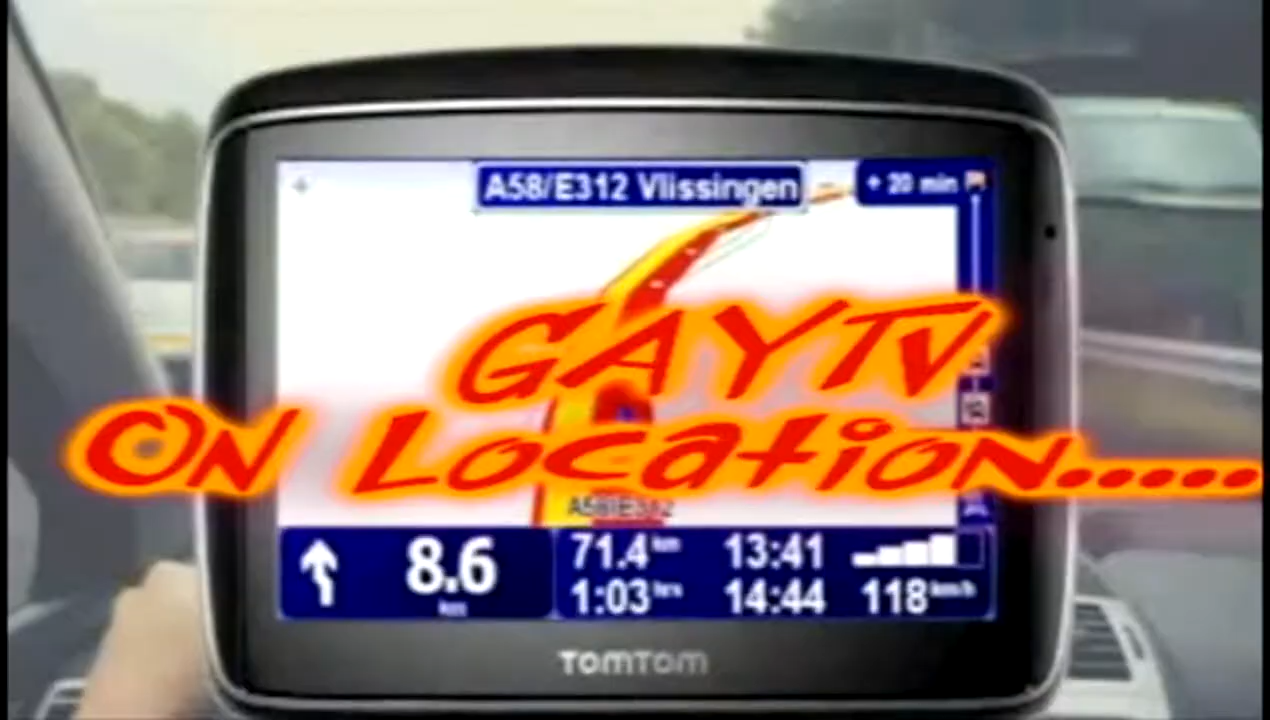 A58/E312 Vlissingen
+ 20 min
GAYTV
ON Location.....
A58/E312
8.6 km
71.4 km 13:41
1:03 hrs 14:44 118 km/h
TOMTOM